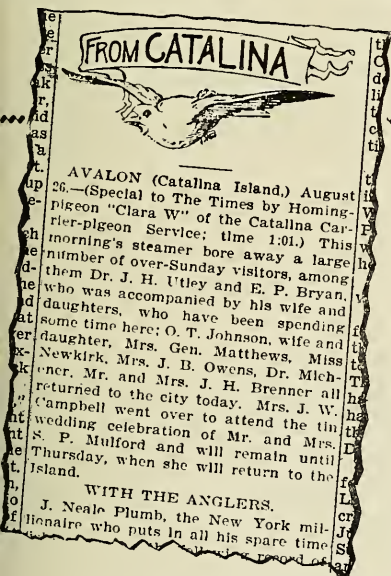 FROM CATALINA
AVALON (Catalina Island,) August
26.—(Special to The Times by Homing-
pigeon "Clara W" of the Catalina Car-
rier-pigeon Service; time 1:01.) This
morning's steamer bore away a large
number of over-Sunday visitors, among
them Dr. J. H. Utley and E. P. Bryan,
who was accompanied by his wife and
daughters, who have been spending
some time here; O. T. Johnson, wife and
daughter, Mrs. Gen. Matthews, Miss
Newkirk, Mrs. J. B. Owens, Dr. Mich-
ener, Mr. and Mrs. J. H. Brenner all
returned to the city today. Mrs. J. W.
Campbell went over to attend the tin
wedding celebration of Mr. and Mrs.
S. P. Mulford and will remain until
Thursday, when she will return to the
Island.
WITH THE ANGLERS.
J. Neale Plumb, the New York mil-
lionaire who puts in all his spare time
following record of